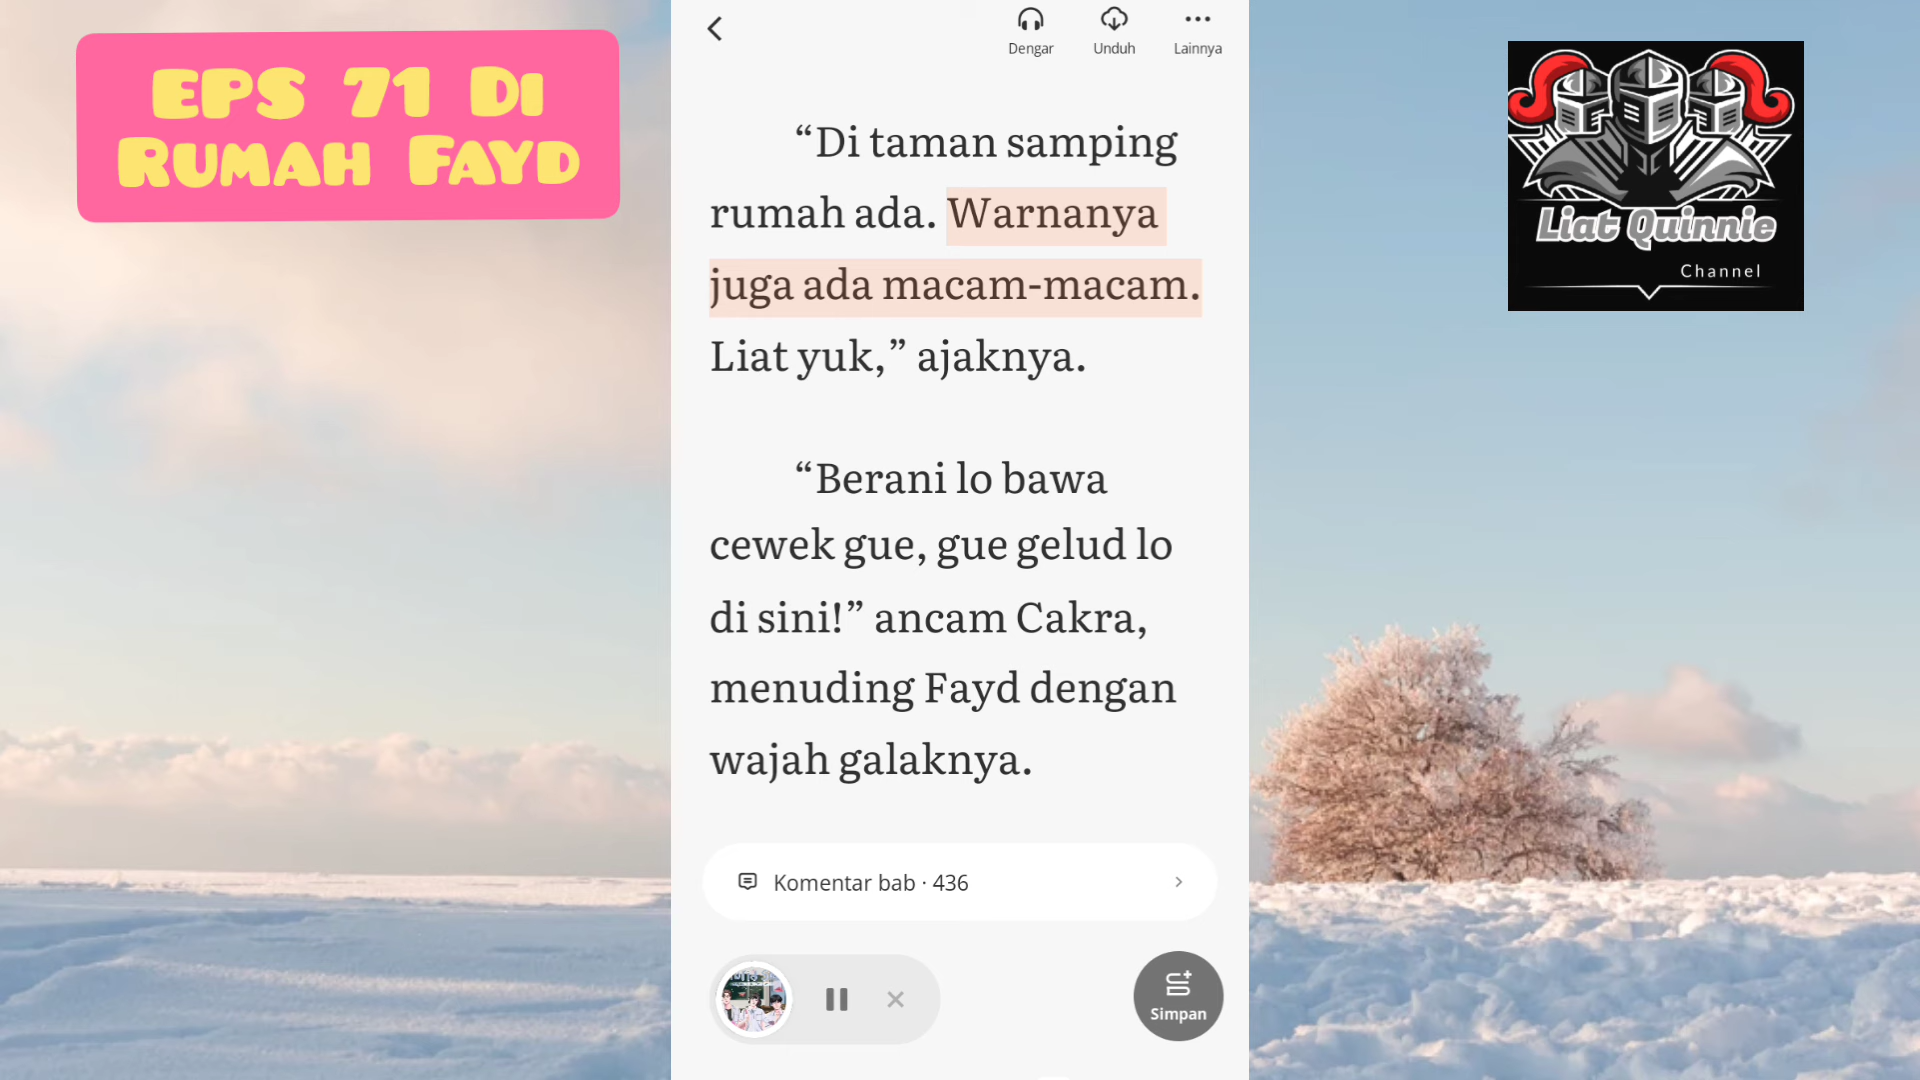 EPS 71 Di
Rumah Fayd
Dengar
Unduh
Lainnya
“Di taman samping
rumah ada. Warnanya
juga ada macam-macam.
Liat yuk,” ajaknya.
“Berani lo bawa
cewek gue, gue gelud lo
di sini!” ancam Cakra,
menuding Fayd dengan
wajah galaknya.
Komentar bab · 436
Simpan
Liat Quinnie
Channel